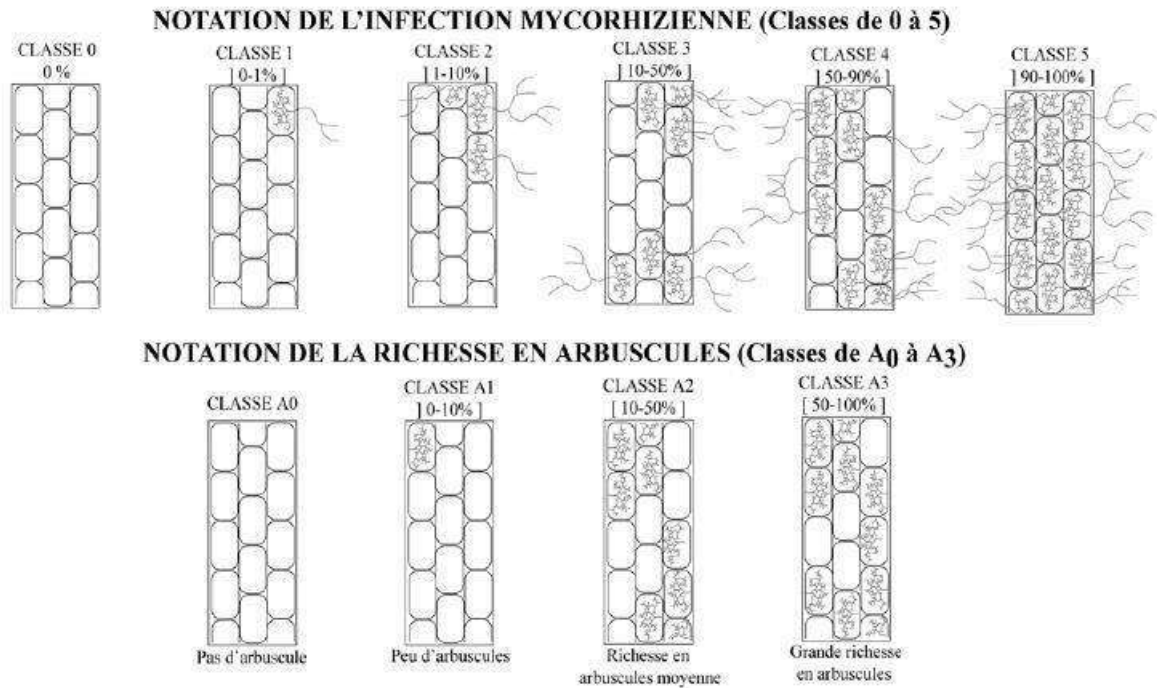 NOTATION DE L'INFECTION MYCORHIZIENNE (Classes de 0 à 5)
CLASSE 0
0 %
CLASSE 1
] 0-1% ]
CLASSE 2
] 1-10% ]
CLASSE 3
] 10-50% ]
CLASSE 4
] 50-90% ]
CLASSE 5
] 90-100% ]
NOTATION DE LA RICHESSE EN ARBUSCULES (Classes de A0 à A3)
CLASSE A0
CLASSE A1
] 0-10% ]
CLASSE A2
[ 10-50% ]
CLASSE A3
[ 50-100% ]
Pas d'arbuscule
Peu d'arbuscules
Richesse en
arbuscules moyenne
Grande richesse
en arbuscules